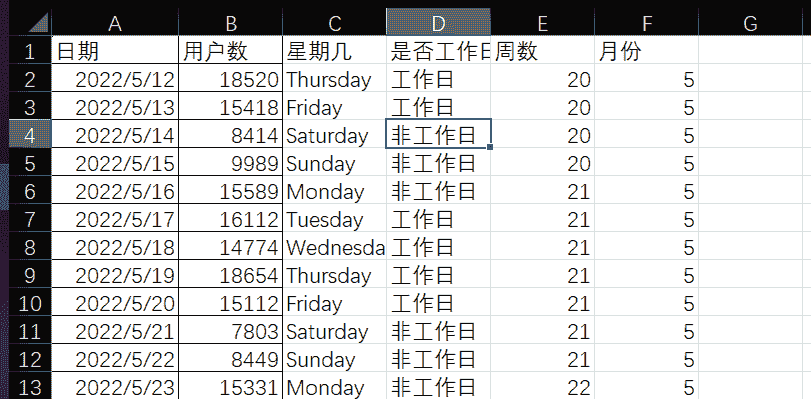 A B C D E F G
1 日期 用户数 星期几 是否工作日 周数 月份
2 2022/5/12 18520 Thursday 工作日 20 5
3 2022/5/13 15418 Friday 工作日 20 5
4 2022/5/14 8414 Saturday 非工作日 20 5
5 2022/5/15 9989 Sunday 非工作日 20 5
6 2022/5/16 15589 Monday 非工作日 21 5
7 2022/5/17 16112 Tuesday 工作日 21 5
8 2022/5/18 14774 Wednesda 工作日 21 5
9 2022/5/19 18654 Thursday 工作日 21 5
10 2022/5/20 15112 Friday 工作日 21 5
11 2022/5/21 7803 Saturday 非工作日 21 5
12 2022/5/22 8449 Sunday 非工作日 21 5
13 2022/5/23 15331 Monday 非工作日 22 5